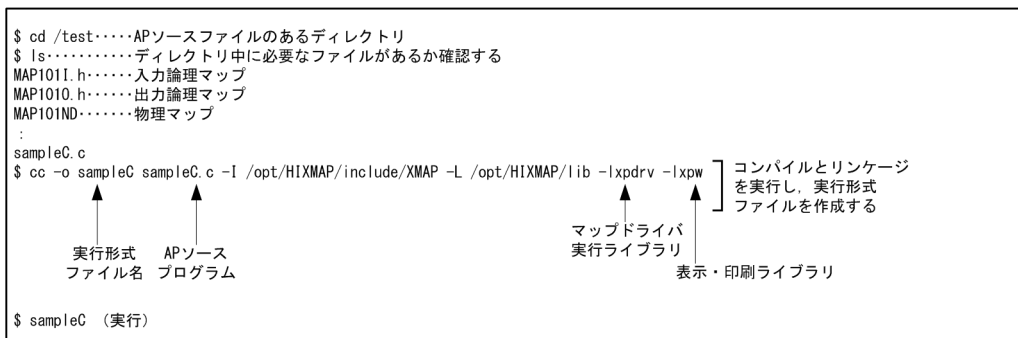 $ cd /test・・・・・APソースファイルのあるディレクトリ
$ ls・・・・・・・・・・・ディレクトリ中に必要なファイルがあるか確認する
MAP101I.h・・・・・・入力論理マップ
MAP101O.h・・・・・・出力論理マップ
MAP101ND・・・・・・・物理マップ
:
sampleC.c
$ cc -o sampleC sampleC.c -I /opt/HIXMAP/include/XMAP -L /opt/HIXMAP/lib -lxpdrv -lxpw
コンパイルとリンケージ
を実行し，実行形式
ファイルを作成する
実行形式
ファイル名
APソース
プログラム
マップドライバ
実行ライブラリ
表示・印刷ライブラリ
$ sampleC （実行）